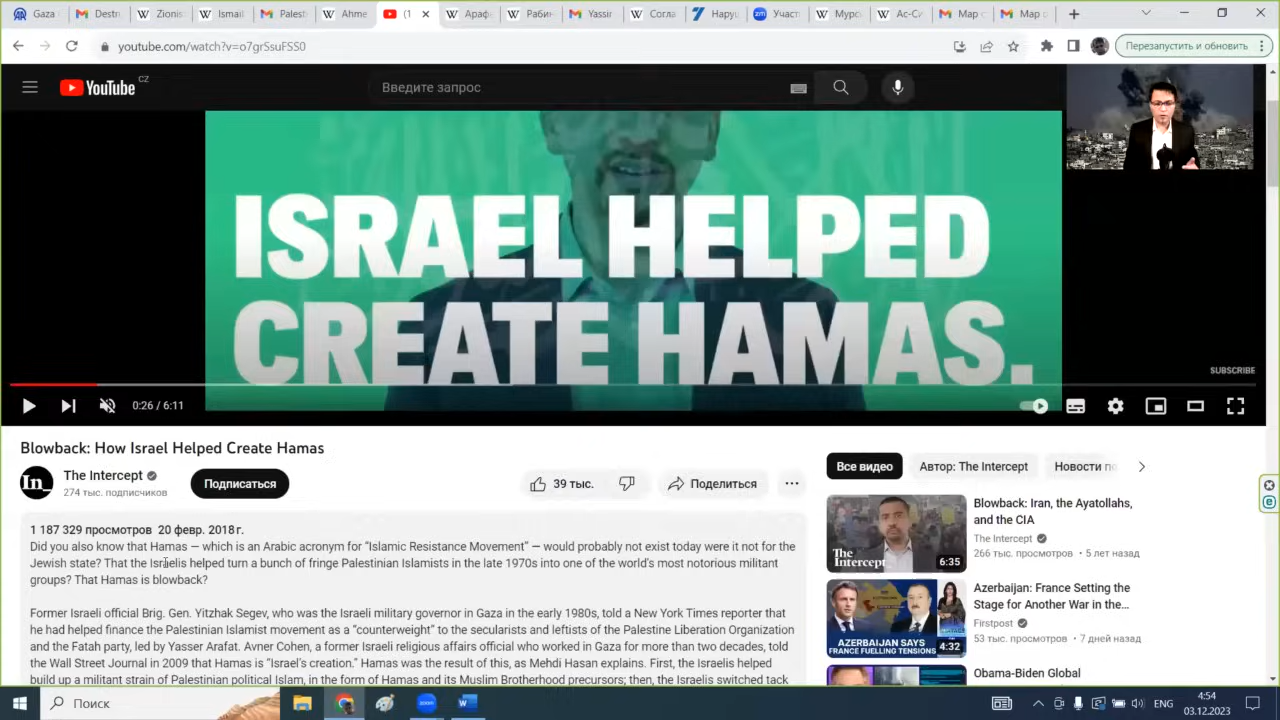 Gaza
Dest
Zionis
Ismail
Palest
Ahme
(1
Араф
Рабин
Yassir
Согла
Наруш
zm
Участ
Мурс
Ас-Си
Мар с
youtube.com/watch?v=o7grSsuFSS0
Перезапустить и обновить
YouTube CZ
Введите запрос
ISRAEL HELPED
CREATE HAMAS.
SUBSCRIBE
0:26 / 6:11
Blowback: How Israel Helped Create Hamas
In_
The Intercept
274 тыс. подписчиков
Подписаться
39 тыс.
Поделиться
1 187 329 просмотров 20 февр. 2018 г.
Did you also know that Hamas — which is an Arabic acronym for “Islamic Resistance Movement” — would probably not exist today were it not for the
Jewish state? That the Israelis helped turn a bunch of fringe Palestinian Islamists in the late 1970s into one of the world’s most notorious militant
groups? That Hamas is blowback?
Former Israeli official Brig. Gen. Yitzhak Segev, who was the Israeli military governor in Gaza in the early 1980s, told a New York Times reporter that
he had helped finance the Palestinian Islamist movement as a “counterweight” to the secularists and leftists of the Palestine Liberation Organization
and the Fatah party, led by Yasser Arafat. Avner Cohen, a former Israeli religious affairs official who worked in Gaza for more than two decades, told
the Wall Street Journal in 2009 that Hamas is “Israel’s creation.” Hamas was the result of this, as Mehdi Hasan explains. First, the Israelis helped
build up a militant strain of Palestinian political Islam, in the form of Hamas and its Muslim Brotherhood precursors; then, the Israelis switched tack
Все видео
Автор: The Intercept
Новости по
The Intercept_
6:35
Blowback: Iran, the Ayatollahs,
and the CIA
The Intercept
266 тыс. просмотров • 5 лет назад
AZERBAIJAN SAYS
FRANCE FUELLING TENSIONS
4:32
Azerbaijan: France Setting the
Stage for Another War in the...
Firstpost
53 тыс. просмотров • 7 дней назад
Obama-Biden Global
Поиск
zm
W
ENG
4:54
03.12.2023